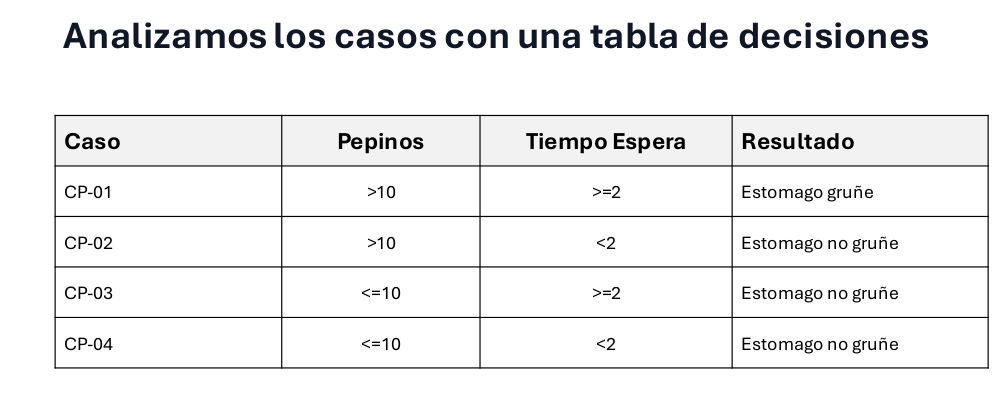 Analizamos los casos con una tabla de decisiones
Caso Pepinos Tiempo Espera Resultado
CP-01 >10 >=2 Estomago gruñe
CP-02 >10 <2 Estomago no gruñe
CP-03 <=10 >=2 Estomago no gruñe
CP-04 <=10 <2 Estomago no gruñe